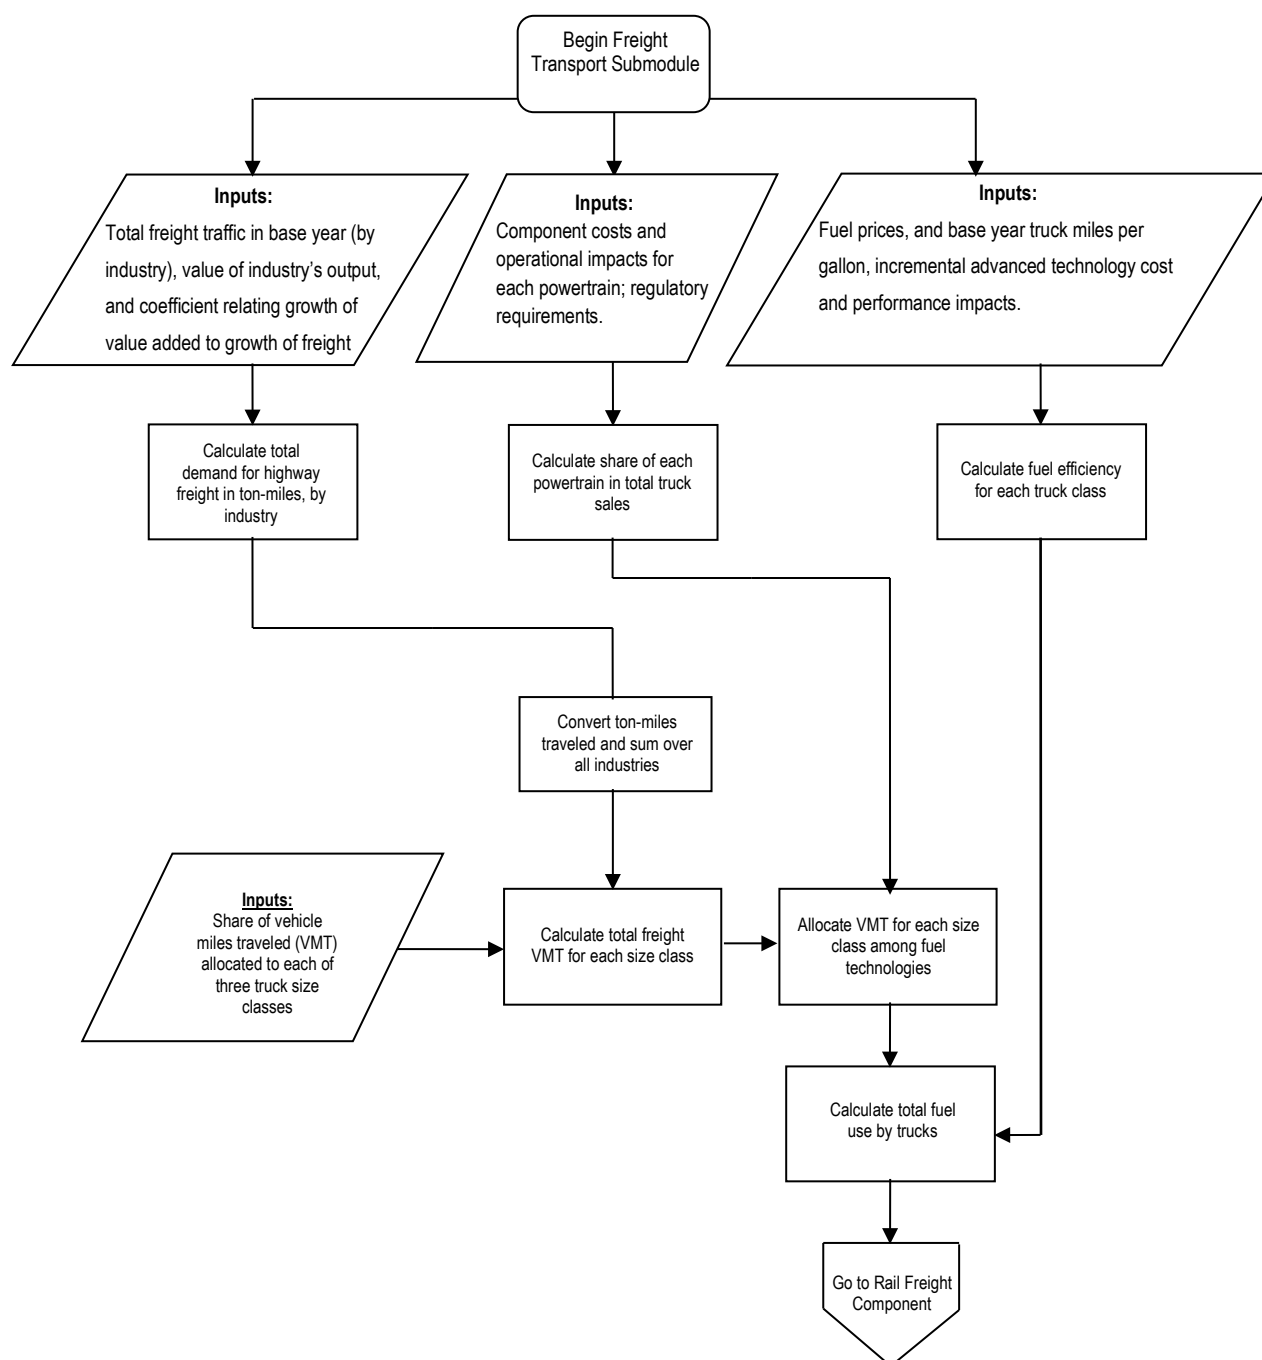 Begin Freight
Transport Submodule
Inputs:
Total freight traffic in base year (by
industry), value of industry's output,
and coefficient relating growth of
value added to growth of freight
Inputs:
Component costs and
operational impacts for
each powertrain; regulatory
requirements.
Inputs:
Fuel prices, and base year truck miles per
gallon, incremental advanced technology cost
and performance impacts.
Calculate total
demand for highway
freight in ton-miles, by
industry
Calculate share of each
powertrain in total truck
sales
Calculate fuel efficiency
for each truck class
Convert ton-miles
traveled and sum over
all industries
Inputs:
Share of vehicle
miles traveled (VMT)
allocated to each of
three truck size
classes
Calculate total freight
VMT for each size class
Allocate VMT for each size
class among fuel
technologies
Calculate total fuel
use by trucks
Go to Rail Freight
Component